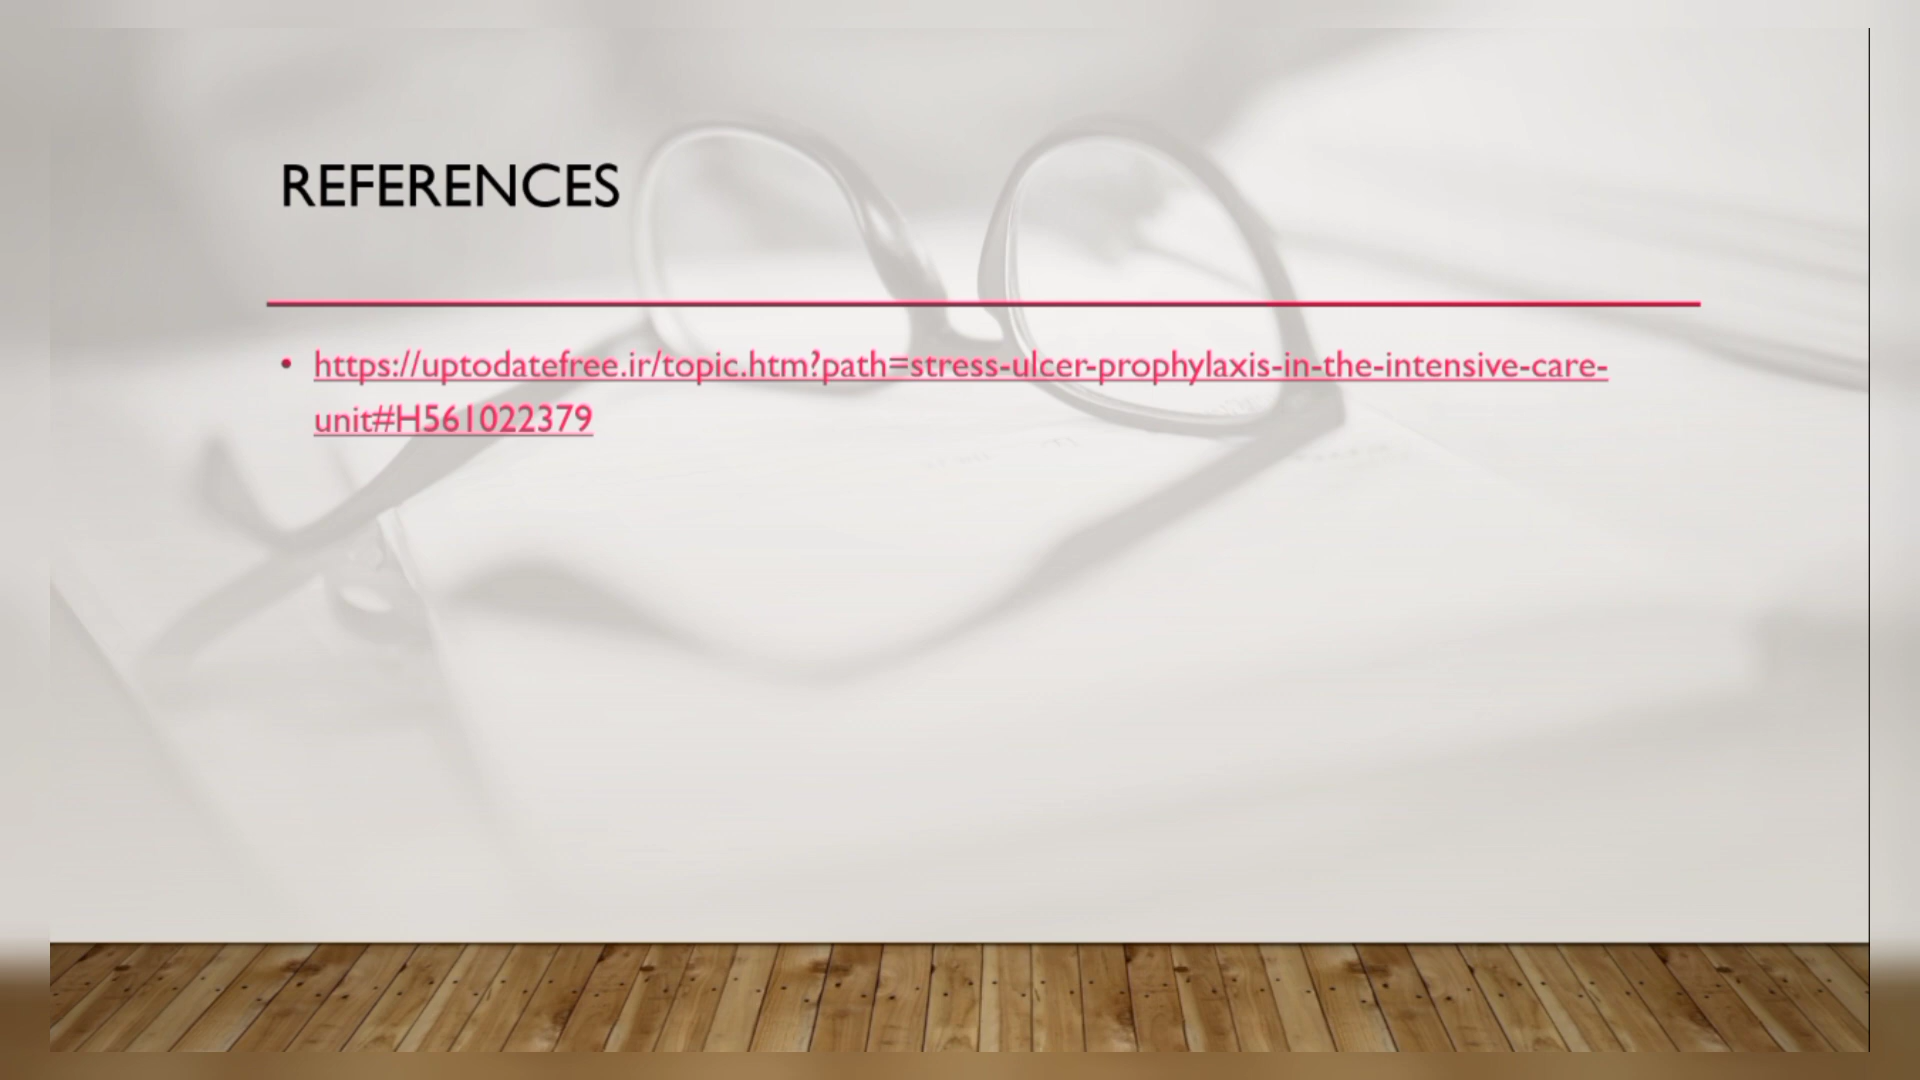 REFERENCES
• https://uptodatefree.ir/topic.htm?path=stress-ulcer-prophylaxis-in-the-intensive-care-
unit#H561022379